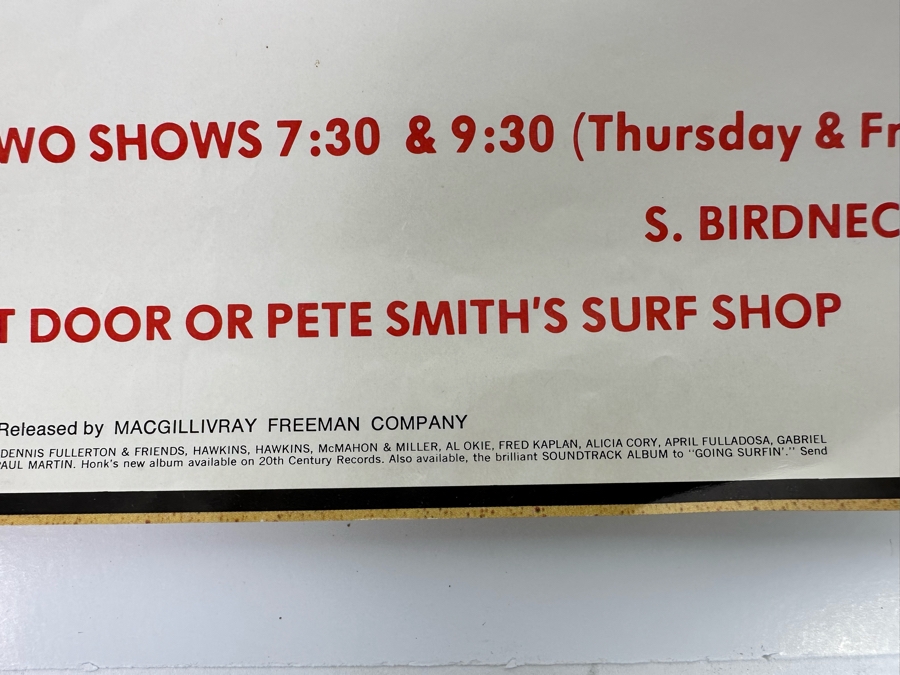 WO SHOWS 7:30 & 9:30 (Thursday & Fr
S. BIRDNEC
T DOOR OR PETE SMITH'S SURF SHOP
Released by MACGILLIVRAY FREEMAN COMPANY
DENNIS FULLERTON & FRIENDS, HAWKINS, HAWKINS, McMAHON & MILLER, AL OKIE, FRED KAPLAN, ALICIA CORY, APRIL FULLADOSA, GABRIEL
PAUL MARTIN. Honk's new album available on 20th Century Records. Also available, the brilliant SOUNDTRACK ALBUM to "GOING SURFIN'." Send